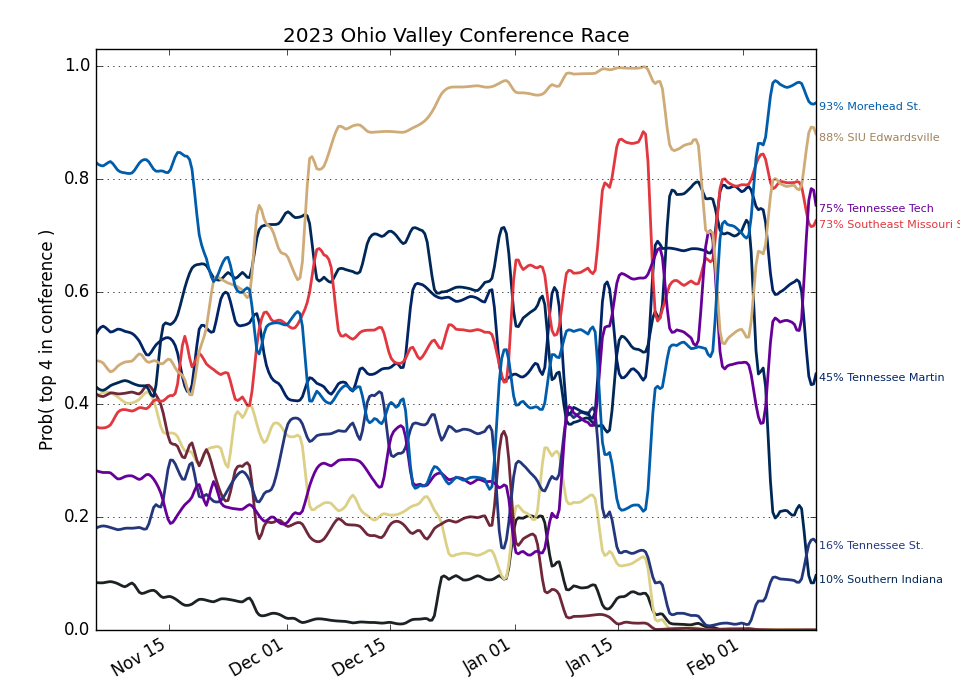 2023 Ohio Valley Conference Race
Prob( top 4 in conference )
1.0
0.8
0.6
0.4
0.2
0.0
Nov 15
Dec 01
Dec 15
Jan 01
Jan 15
Feb 01
93% Morehead St.
88% SIU Edwardsville
75% Tennessee Tech
73% Southeast Missouri S
45% Tennessee Martin
16% Tennessee St.
10% Southern Indiana